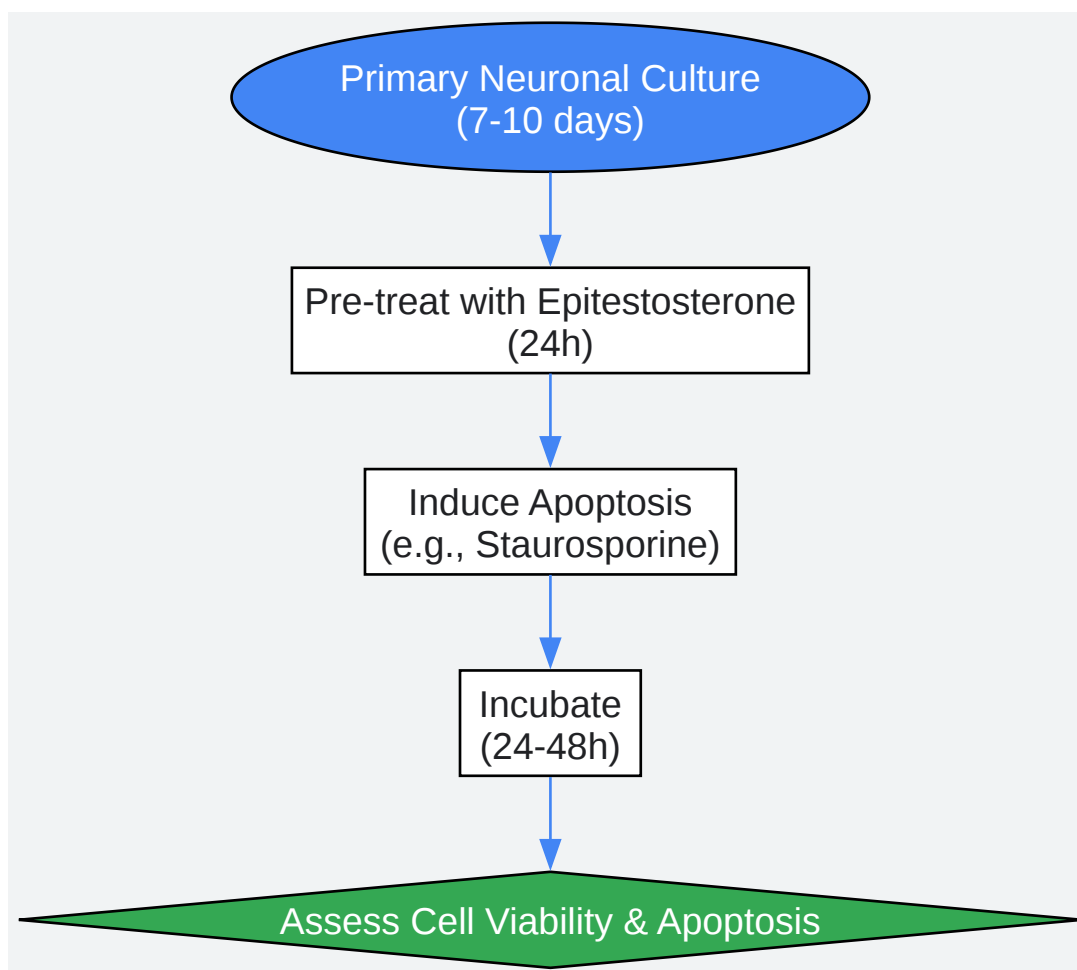 Primary Neuronal Culture
(7-10 days)
Pre-treat with Epitestosterone
(24h)
Induce Apoptosis
(e.g., Staurosporine)
Incubate
(24-48h)
Assess Cell Viability & Apoptosis